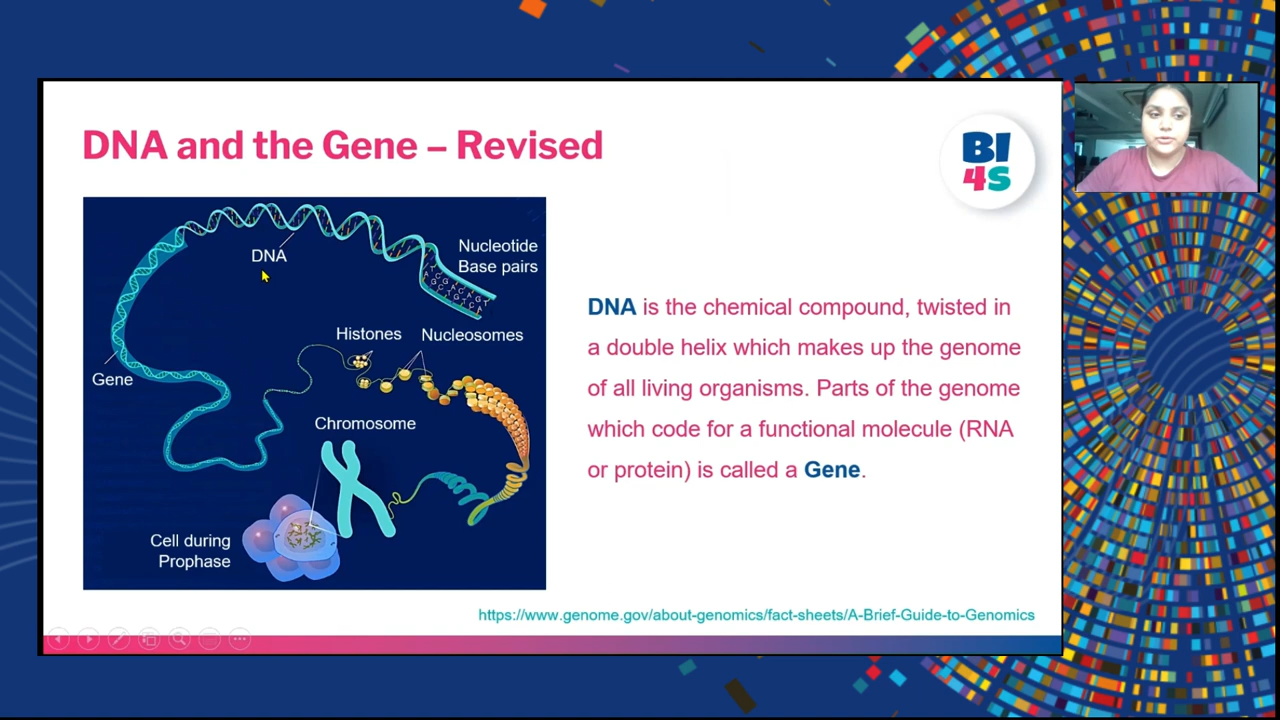 DNA and the Gene – Revised
BI
4S
DNA
Nucleotide
Base pairs
Histones
Nucleosomes
Gene
Chromosome
Cell during
Prophase
DNA is the chemical compound, twisted in
a double helix which makes up the genome
of all living organisms. Parts of the genome
which code for a functional molecule (RNA
or protein) is called a Gene.
https://www.genome.gov/about-genomics/fact-sheets/A-Brief-Guide-to-Genomics